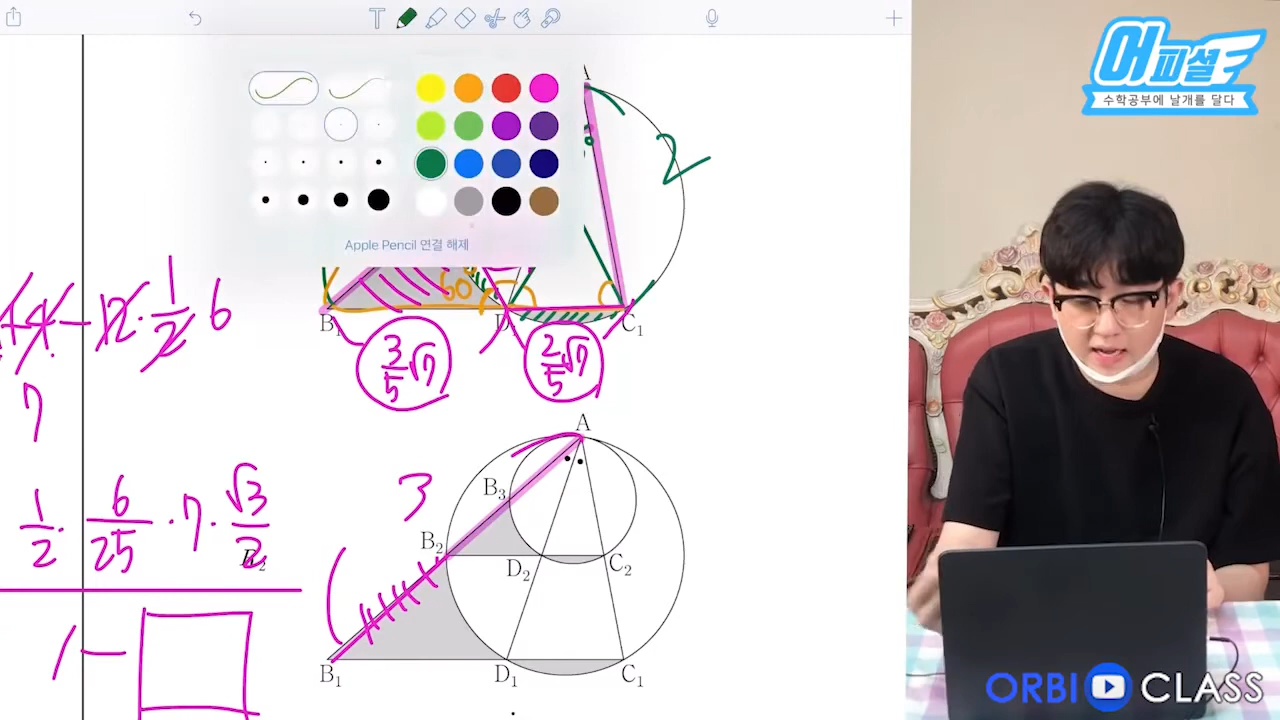 T
Apple Pencil 연결 해제
어피셜
수학공부에 날개를 달다
2
60
B₁
D₁
C₁
3/5 √7
2/5 √7
12 · 1/2 6
7
A
3
B₃
B₂
D₂
C₂
1/2 · 6/25 · 7 · √3/2
1 -
B₁
D₁
C₁
ORBI CLASS